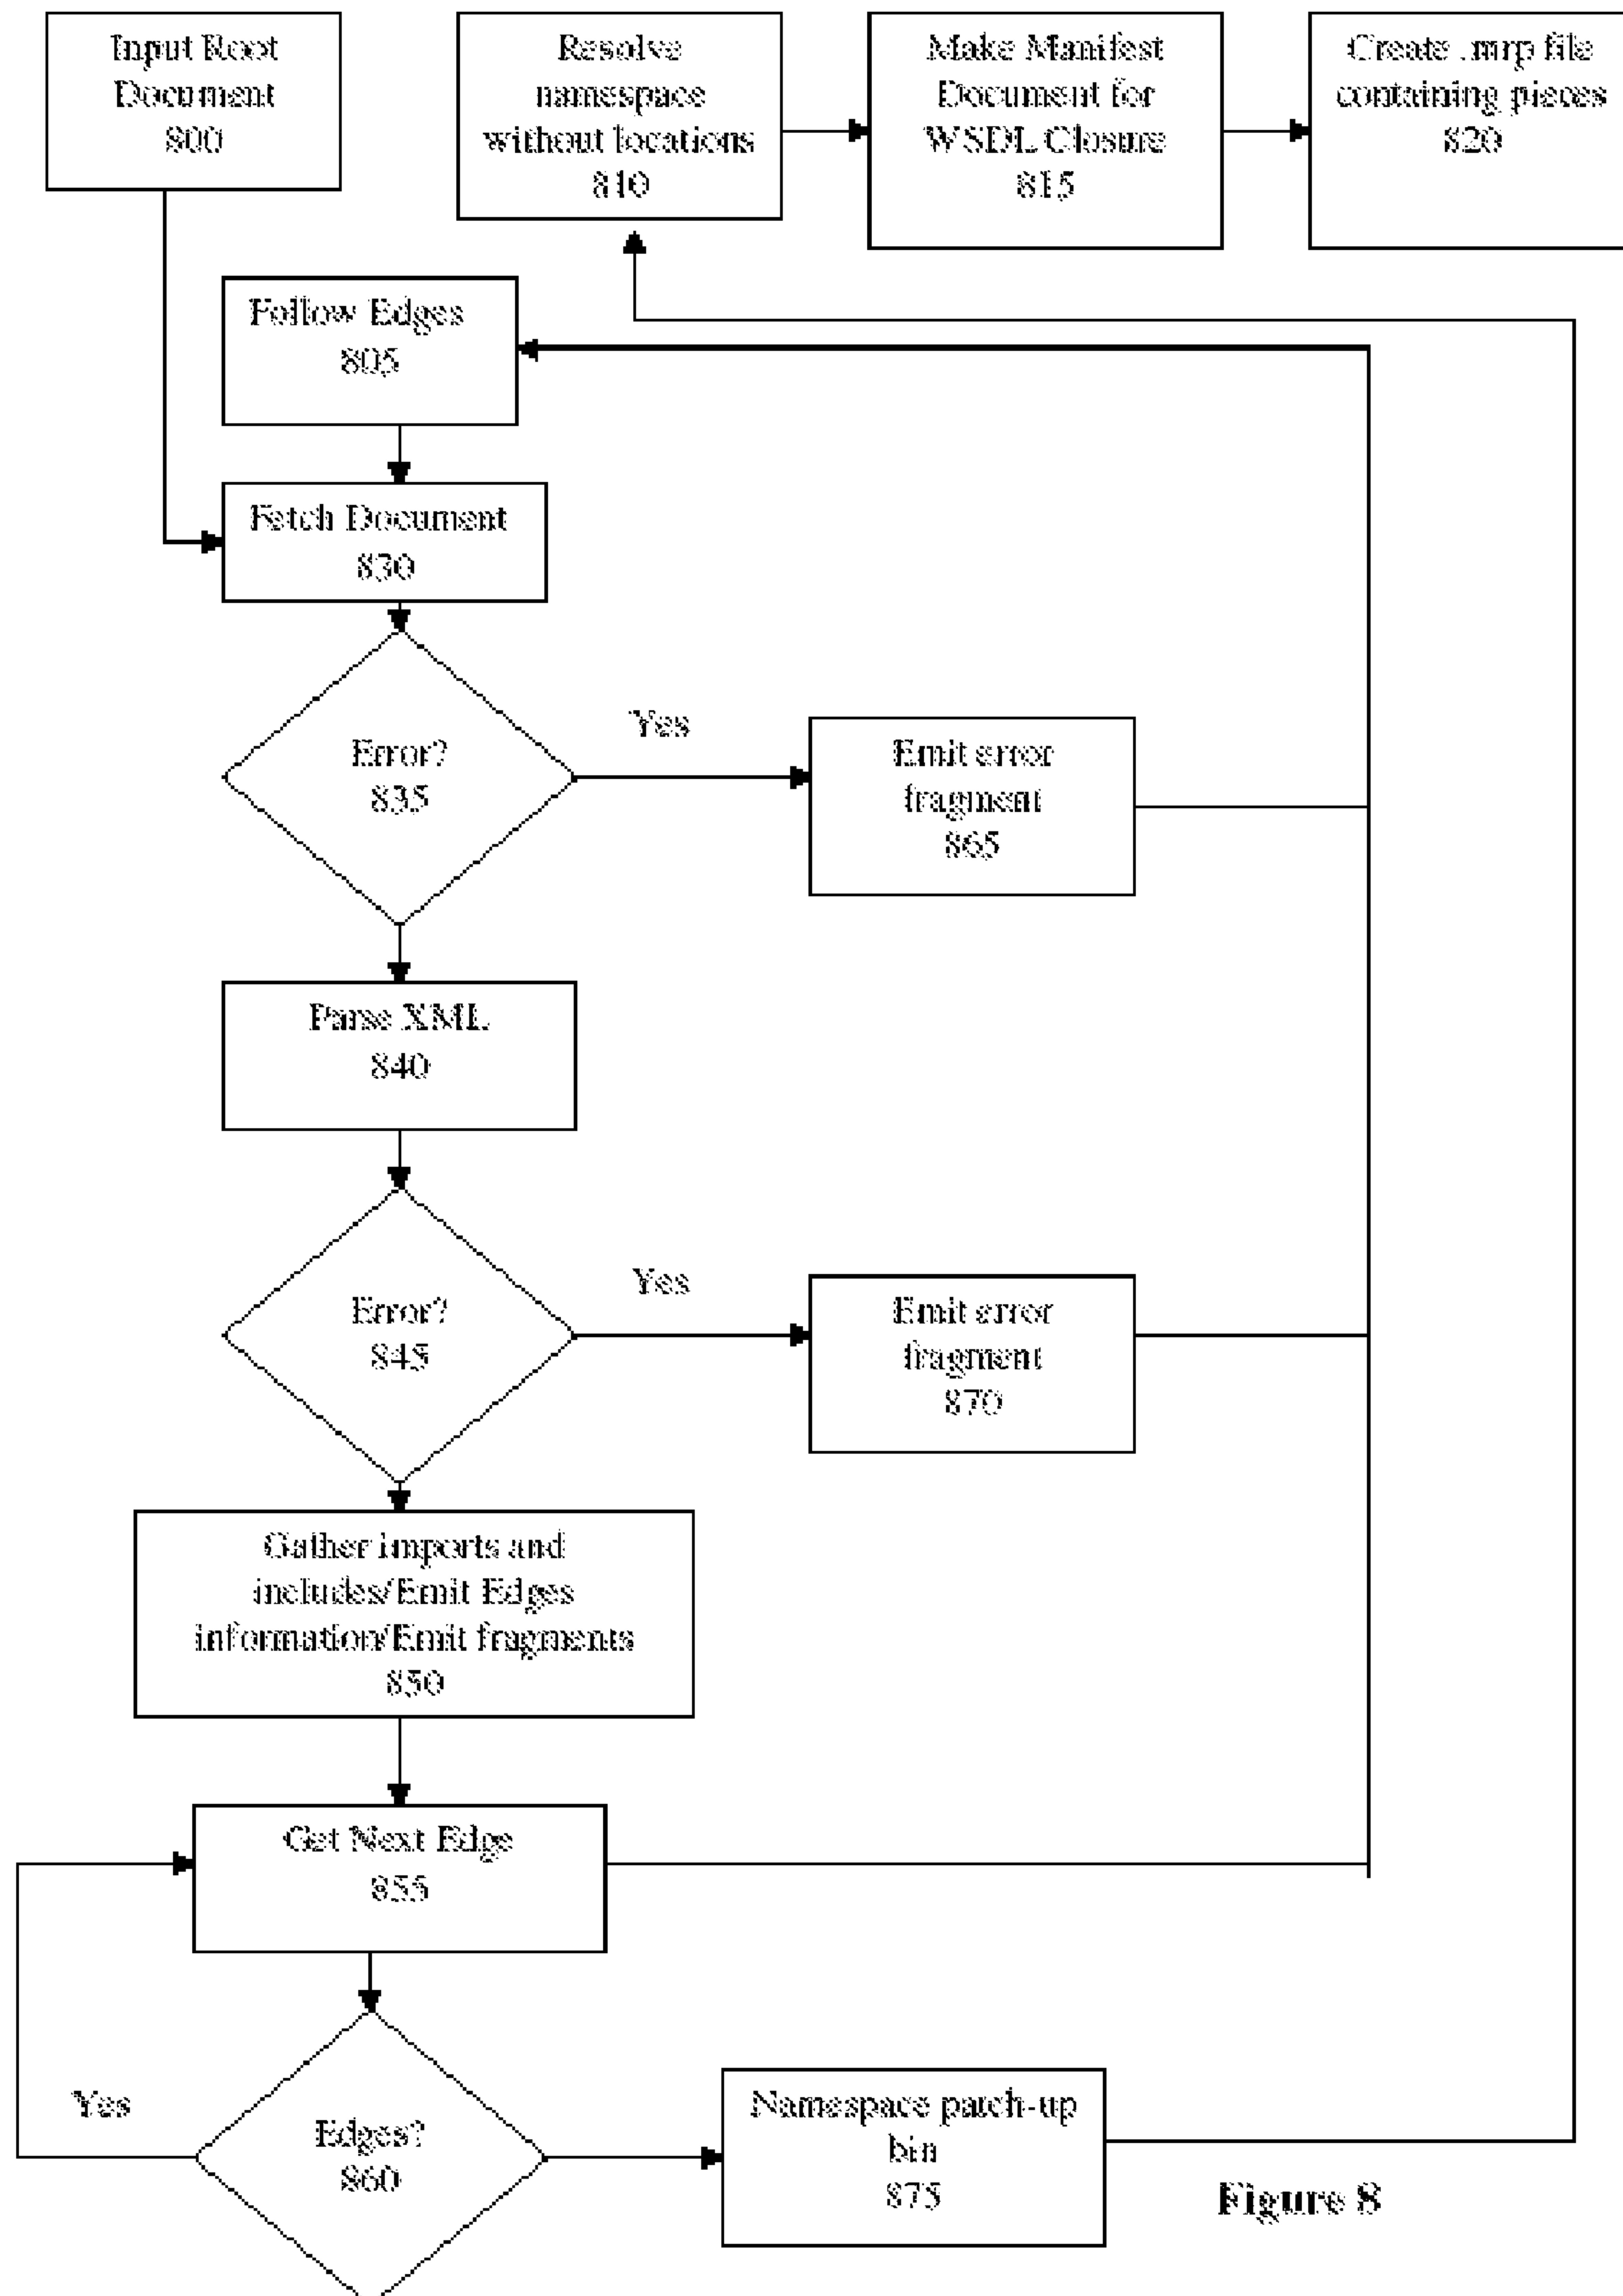 Input Root
Document
800
Resolve
namespace
without locations
810
Make Manifest
Document for
WSDL Closure
815
Create .mrp file
containing pieces
820
Follow Edges
805
Fetch Document
830
Error?
835
Yes
Emit error
fragment
865
Parse XML
840
Error?
845
Yes
Emit error
fragment
870
Gather imports and
includes/Emit Edges
information/Emit fragments
850
Get Next Edge
855
Yes
Edges?
860
Namespace patch-up
bin
875
Figure 8